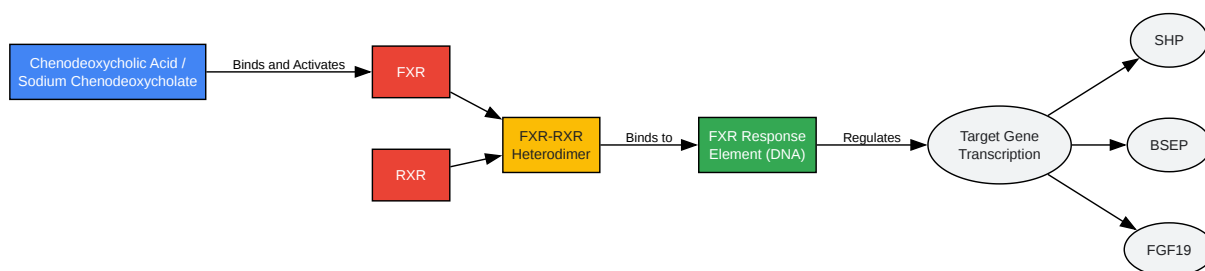 Chenodeoxycholic Acid /
Sodium Chenodeoxycholate
Binds and Activates
FXR
RXR
FXR-RXR
Heterodimer
Binds to
FXR Response
Element (DNA)
Regulates
Target Gene
Transcription
SHP
BSEP
FGF19